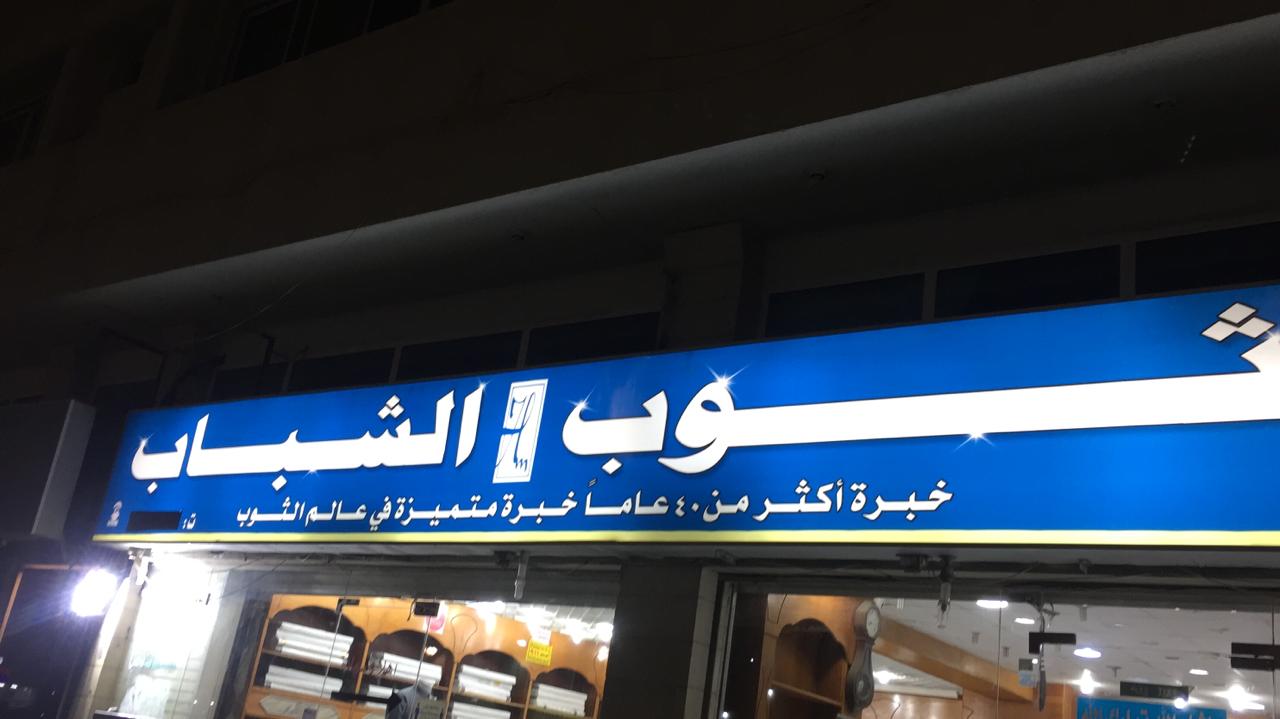 ثوب الشباب
خبرة أكثر من ٤٠ عاماً خبرة متميزة في عالم الثوب ت: